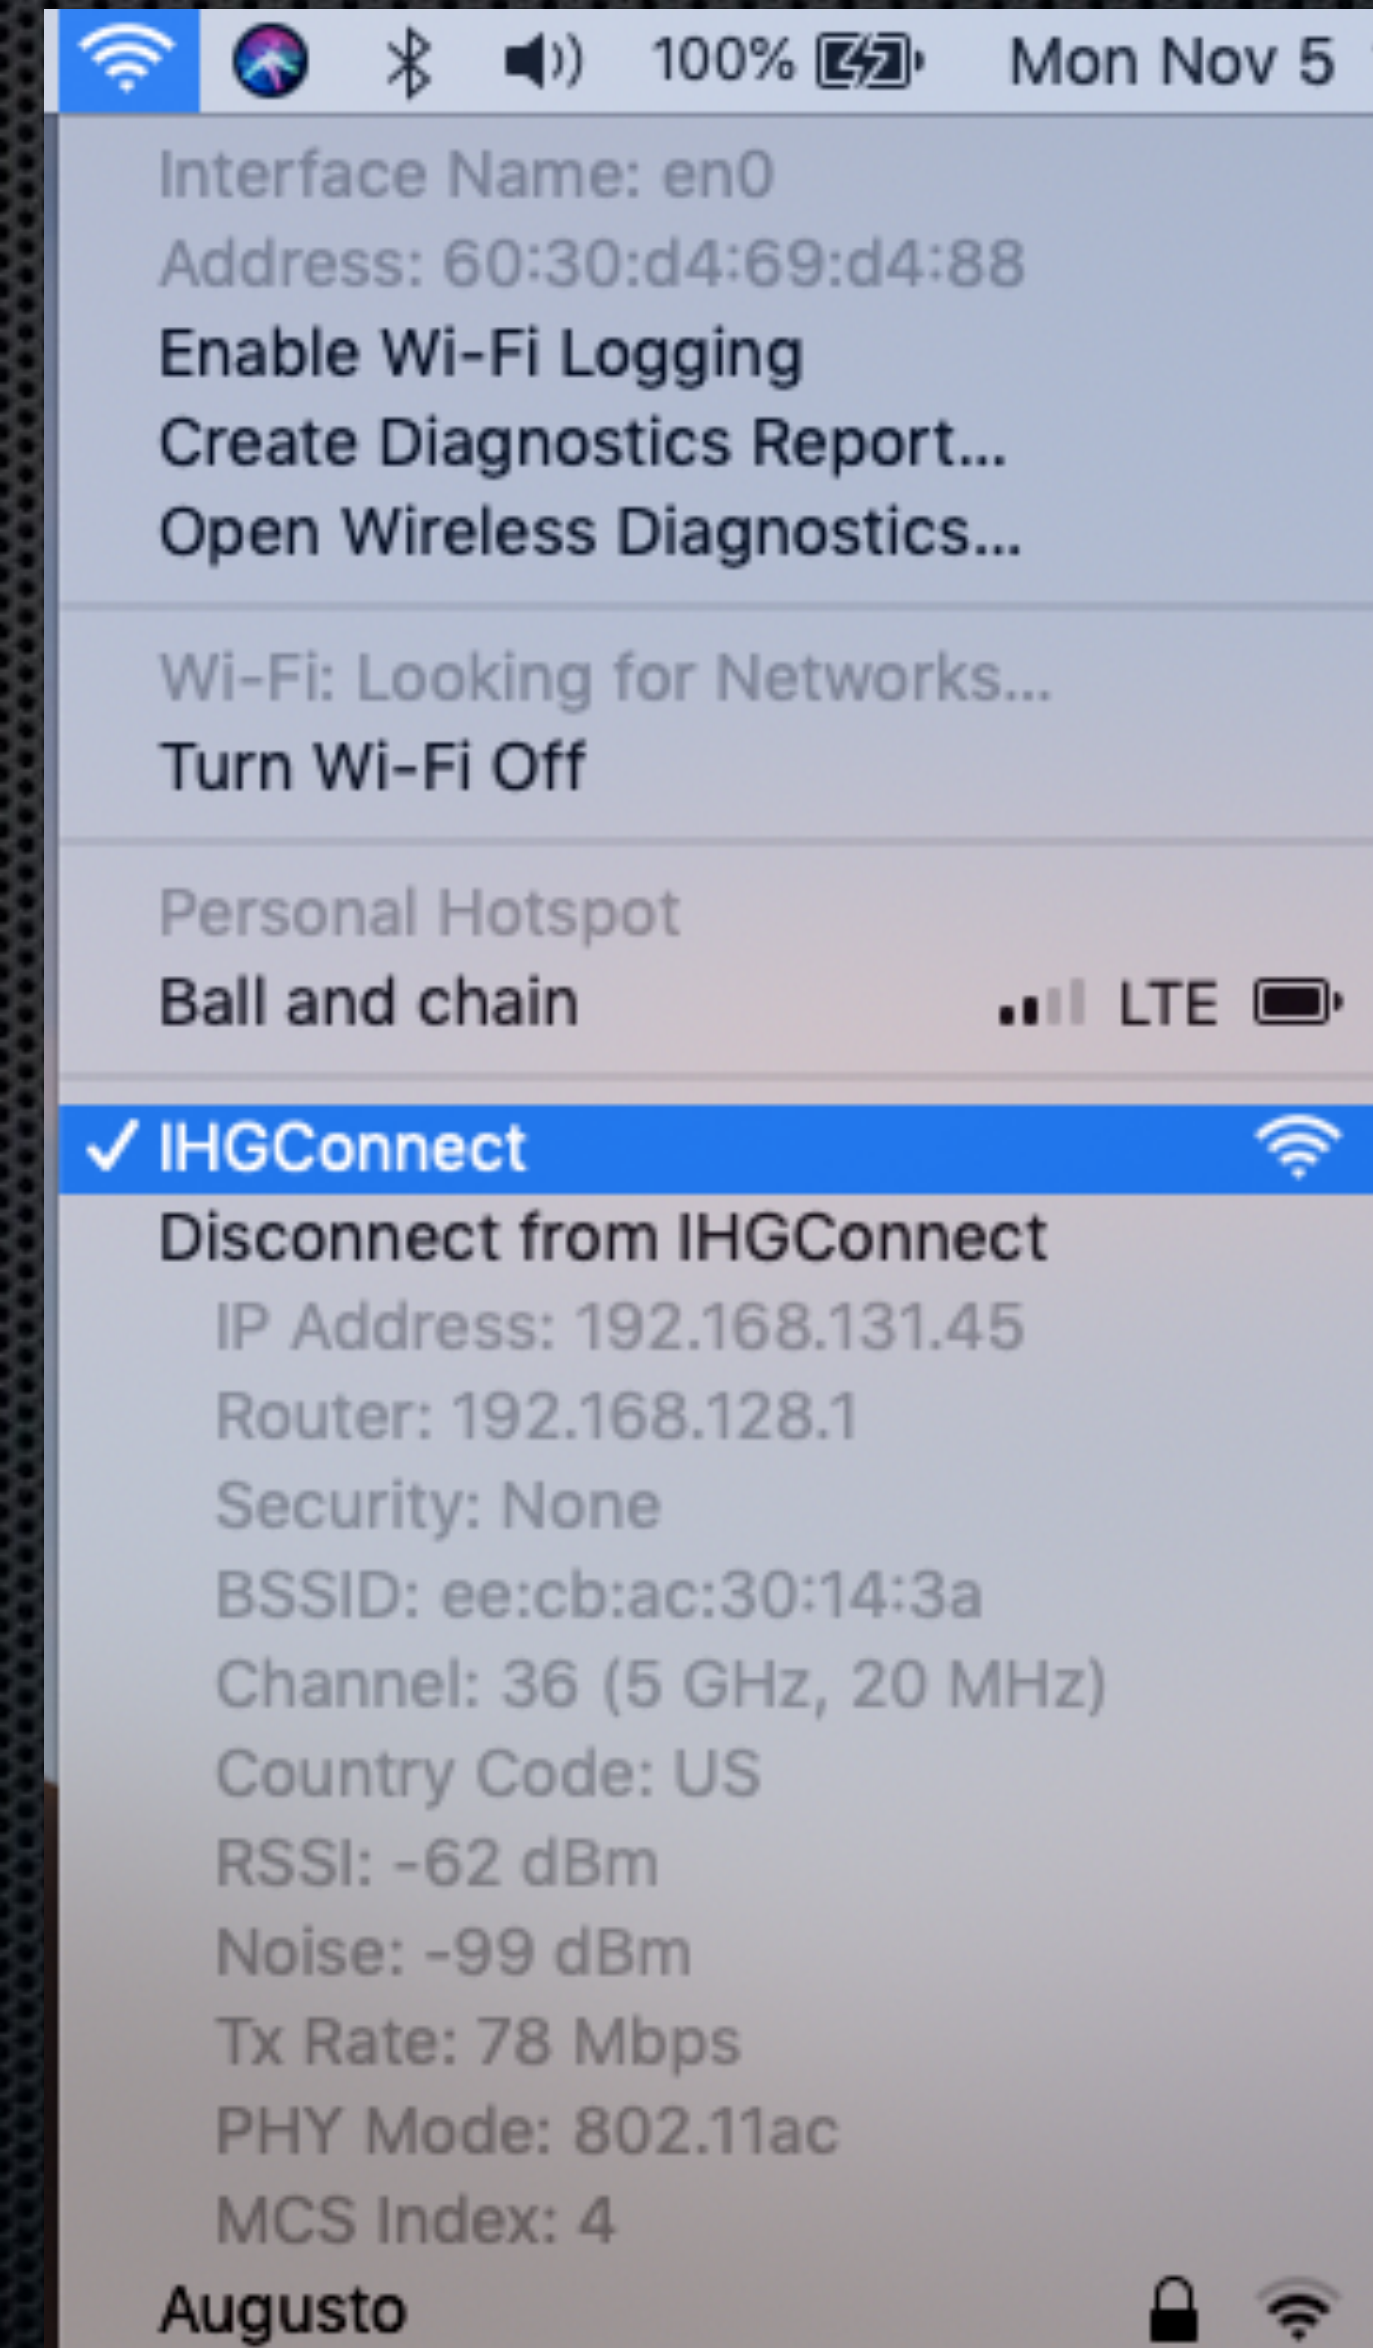 100% Mon Nov 5
Interface Name: en0
Address: 60:30:d4:69:d4:88
Enable Wi-Fi Logging
Create Diagnostics Report...
Open Wireless Diagnostics...
Wi-Fi: Looking for Networks...
Turn Wi-Fi Off
Personal Hotspot
Ball and chain LTE
✓ IHGConnect
Disconnect from IHGConnect
IP Address: 192.168.131.45
Router: 192.168.128.1
Security: None
BSSID: ee:cb:ac:30:14:3a
Channel: 36 (5 GHz, 20 MHz)
Country Code: US
RSSI: -62 dBm
Noise: -99 dBm
Tx Rate: 78 Mbps
PHY Mode: 802.11ac
MCS Index: 4
Augusto